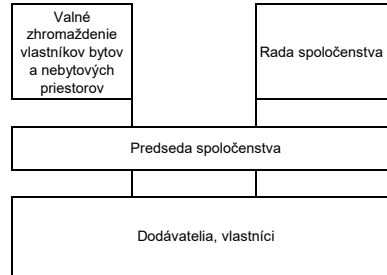 Valné
zhromaždenie
vlastníkov bytov
a nebytových
priestorov
Rada spoločenstva
Predseda spoločenstva
Dodávatelia, vlastníci